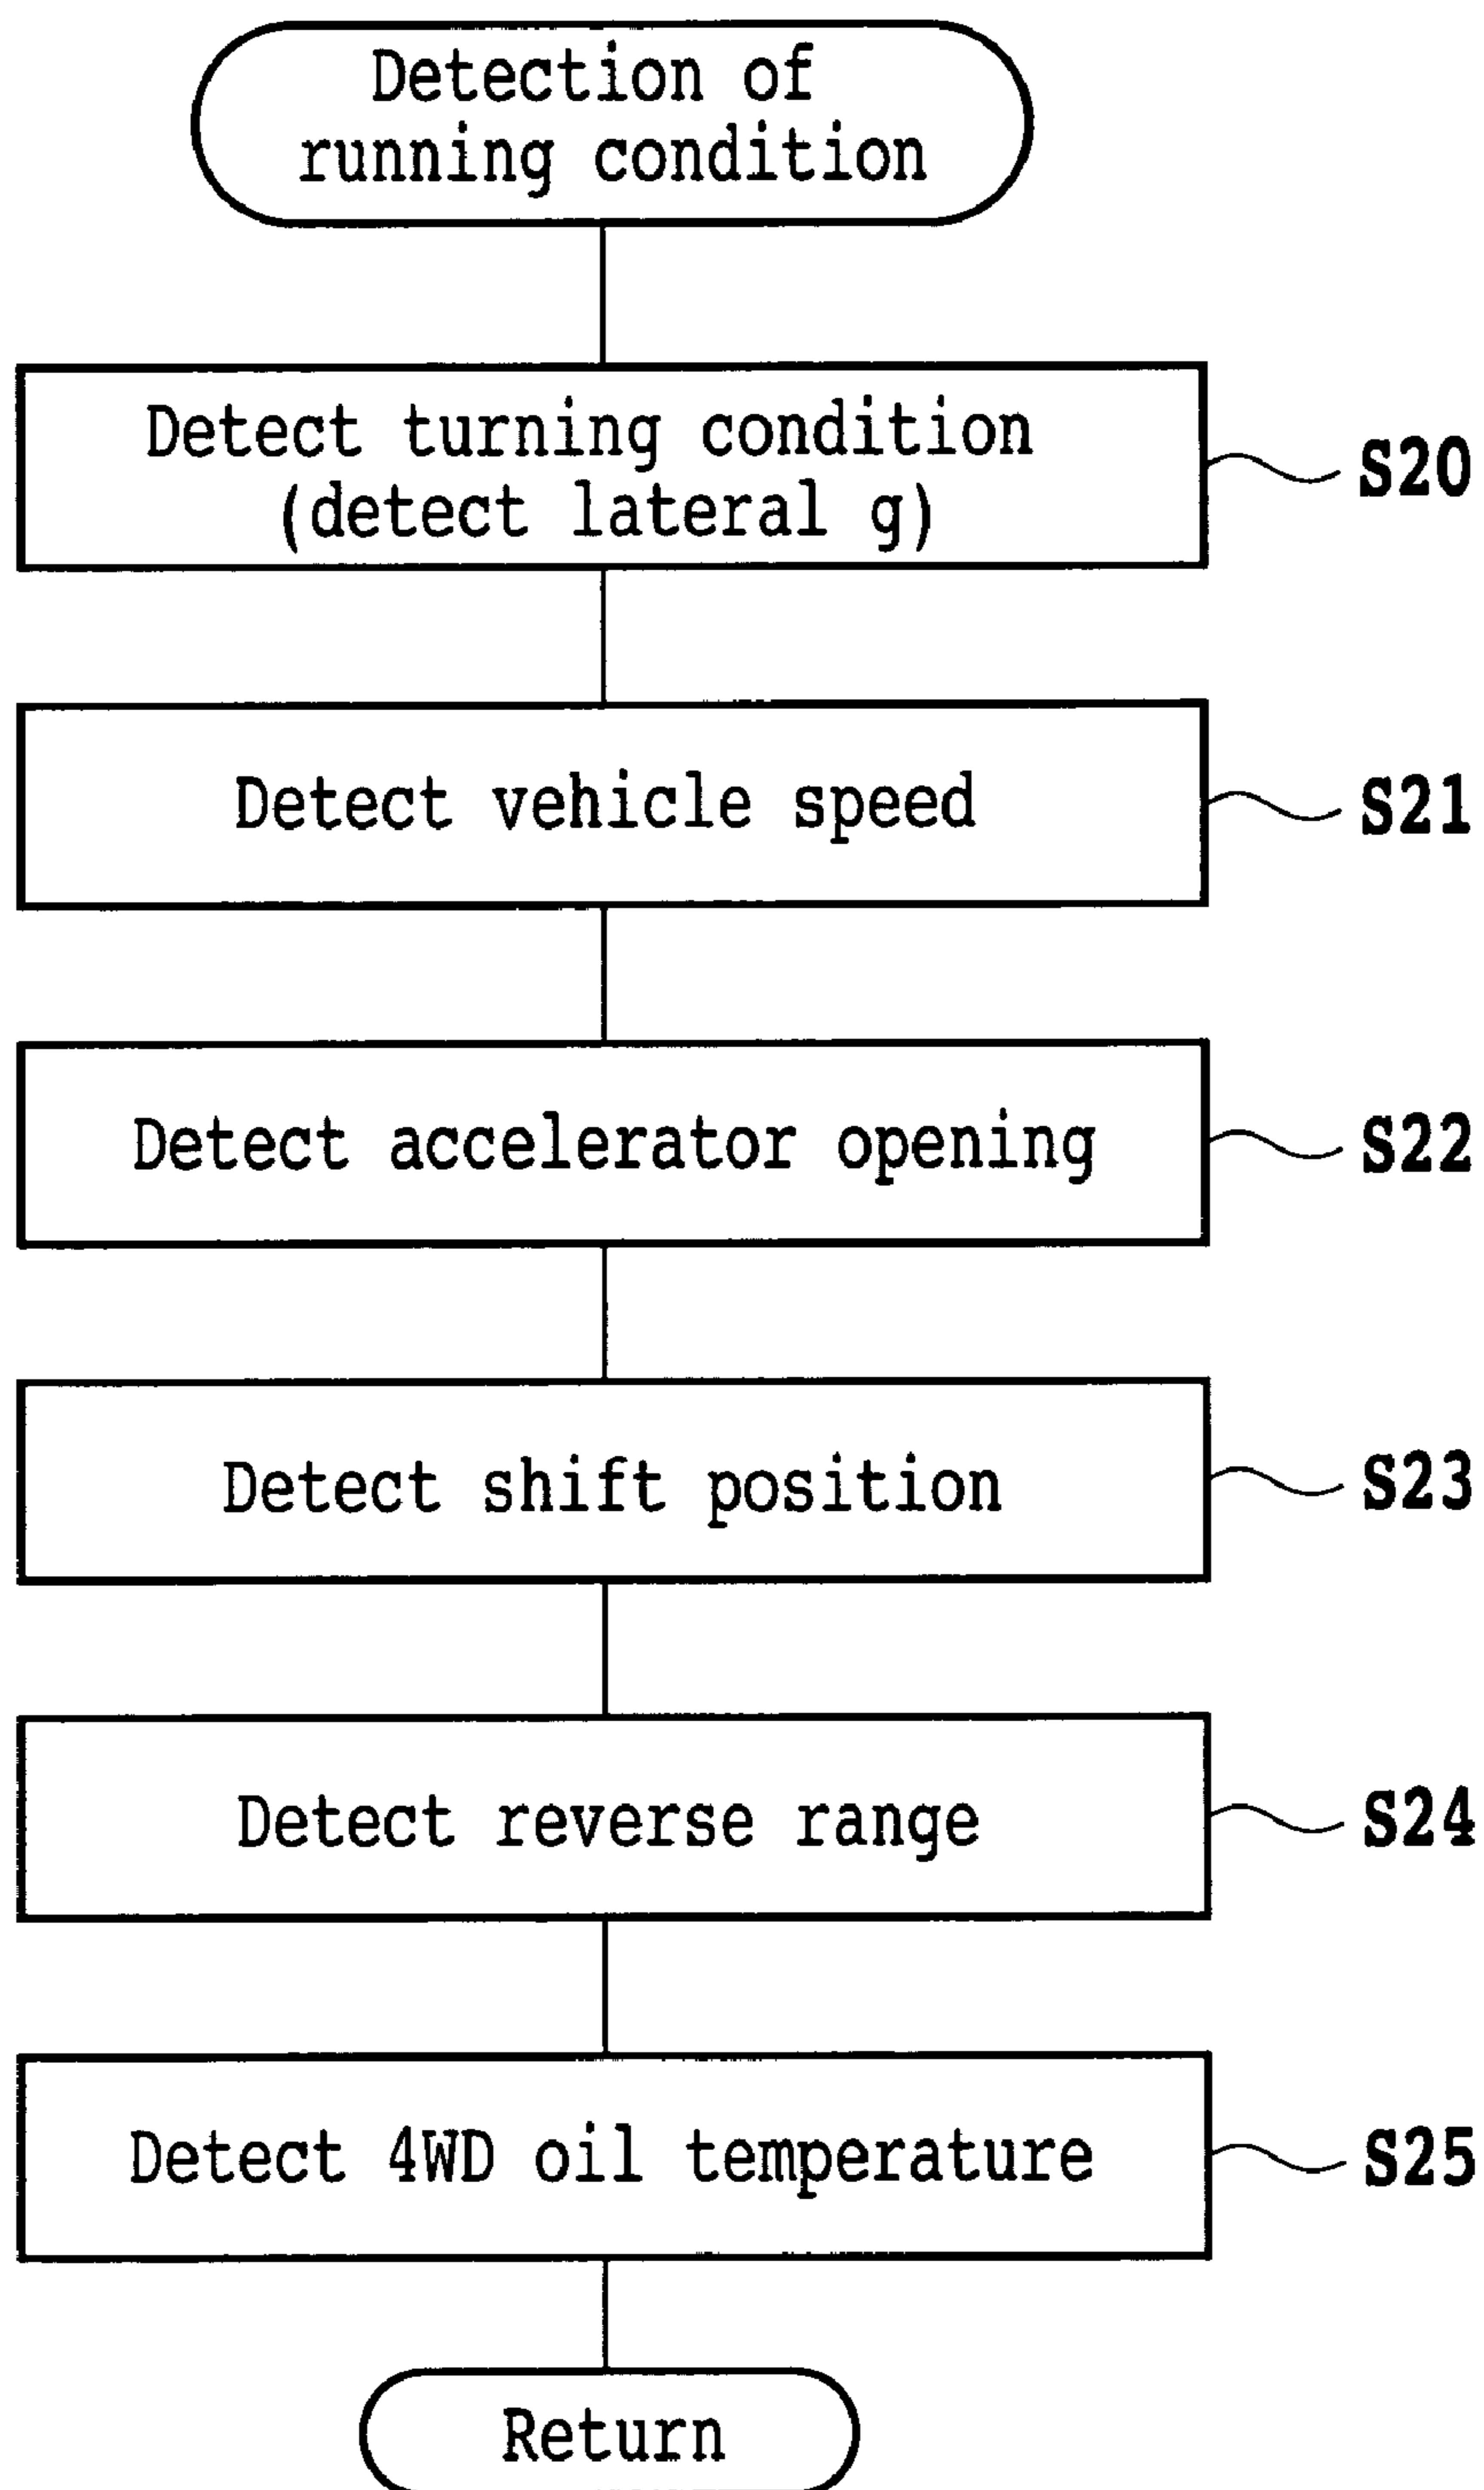 Detection of
running condition
Detect turning condition
(detect lateral g)
S20
Detect vehicle speed
S21
Detect accelerator opening
S22
Detect shift position
S23
Detect reverse range
S24
Detect 4WD oil temperature
S25
Return